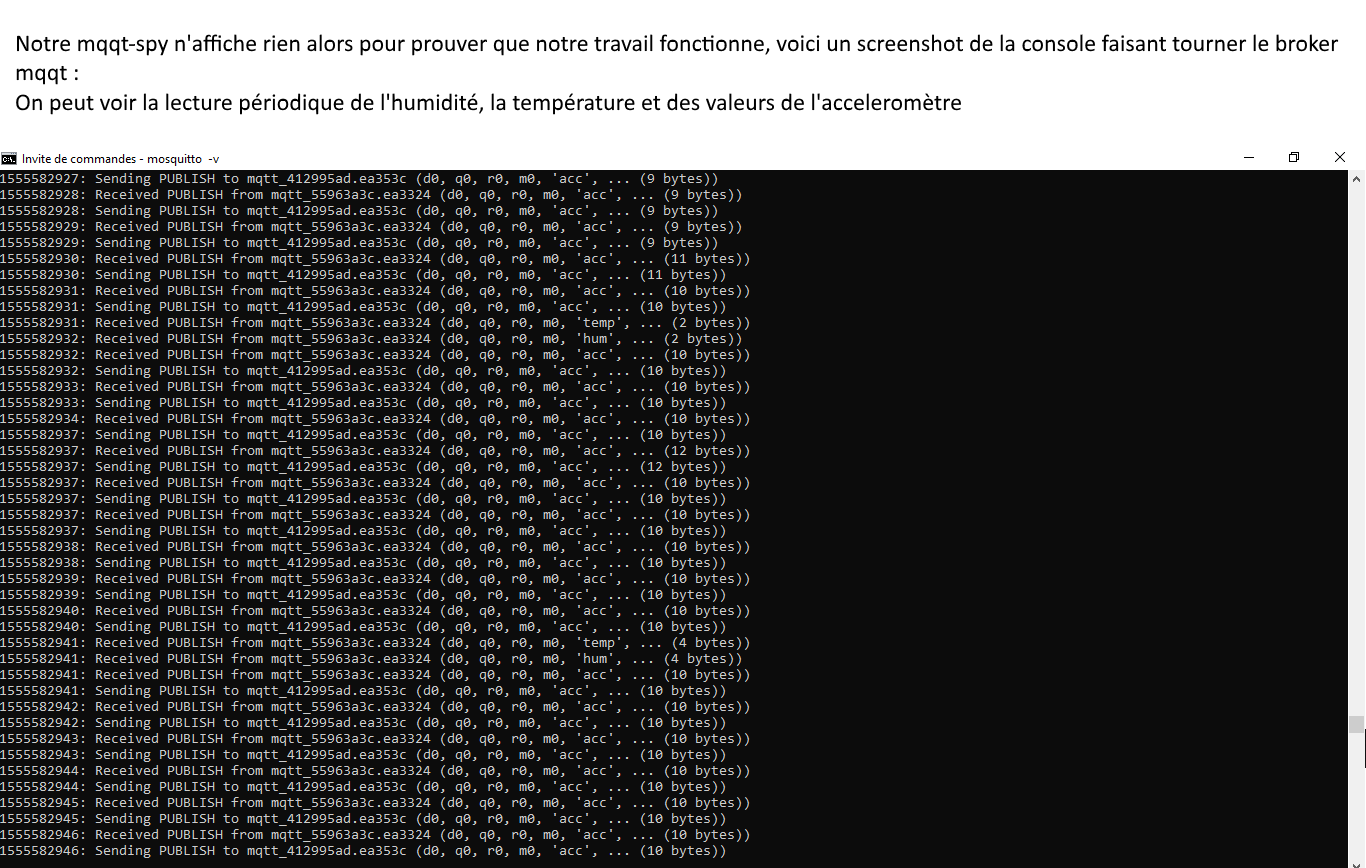 Notre mqqt-spy n'affiche rien alors pour prouver que notre travail fonctionne, voici un screenshot de la console faisant tourner le broker
mqqt :
On peut voir la lecture périodique de l'humidité, la température et des valeurs de l'acceleromètre
Invite de commandes - mosquitto -v
1555582927: Sending PUBLISH to mqtt_412995ad.ea353c (d0, q0, r0, m0, 'acc', ... (9 bytes))
1555582928: Received PUBLISH from mqtt_55963a3c.ea3324 (d0, q0, r0, m0, 'acc', ... (9 bytes))
1555582928: Sending PUBLISH to mqtt_412995ad.ea353c (d0, q0, r0, m0, 'acc', ... (9 bytes))
1555582929: Received PUBLISH from mqtt_55963a3c.ea3324 (d0, q0, r0, m0, 'acc', ... (9 bytes))
1555582929: Sending PUBLISH to mqtt_412995ad.ea353c (d0, q0, r0, m0, 'acc', ... (9 bytes))
1555582930: Received PUBLISH from mqtt_55963a3c.ea3324 (d0, q0, r0, m0, 'acc', ... (11 bytes))
1555582930: Sending PUBLISH to mqtt_412995ad.ea353c (d0, q0, r0, m0, 'acc', ... (11 bytes))
1555582931: Received PUBLISH from mqtt_55963a3c.ea3324 (d0, q0, r0, m0, 'acc', ... (10 bytes))
1555582931: Sending PUBLISH to mqtt_412995ad.ea353c (d0, q0, r0, m0, 'acc', ... (10 bytes))
1555582931: Received PUBLISH from mqtt_55963a3c.ea3324 (d0, q0, r0, m0, 'temp', ... (2 bytes))
1555582932: Received PUBLISH from mqtt_55963a3c.ea3324 (d0, q0, r0, m0, 'hum', ... (2 bytes))
1555582932: Received PUBLISH from mqtt_55963a3c.ea3324 (d0, q0, r0, m0, 'acc', ... (10 bytes))
1555582932: Sending PUBLISH to mqtt_412995ad.ea353c (d0, q0, r0, m0, 'acc', ... (10 bytes))
1555582933: Received PUBLISH from mqtt_55963a3c.ea3324 (d0, q0, r0, m0, 'acc', ... (10 bytes))
1555582933: Sending PUBLISH to mqtt_412995ad.ea353c (d0, q0, r0, m0, 'acc', ... (10 bytes))
1555582934: Received PUBLISH from mqtt_55963a3c.ea3324 (d0, q0, r0, m0, 'acc', ... (10 bytes))
1555582937: Sending PUBLISH to mqtt_412995ad.ea353c (d0, q0, r0, m0, 'acc', ... (10 bytes))
1555582937: Received PUBLISH from mqtt_55963a3c.ea3324 (d0, q0, r0, m0, 'acc', ... (12 bytes))
1555582937: Sending PUBLISH to mqtt_412995ad.ea353c (d0, q0, r0, m0, 'acc', ... (12 bytes))
1555582937: Received PUBLISH from mqtt_55963a3c.ea3324 (d0, q0, r0, m0, 'acc', ... (10 bytes))
1555582937: Sending PUBLISH to mqtt_412995ad.ea353c (d0, q0, r0, m0, 'acc', ... (10 bytes))
1555582937: Received PUBLISH from mqtt_55963a3c.ea3324 (d0, q0, r0, m0, 'acc', ... (10 bytes))
1555582937: Sending PUBLISH to mqtt_412995ad.ea353c (d0, q0, r0, m0, 'acc', ... (10 bytes))
1555582938: Received PUBLISH from mqtt_55963a3c.ea3324 (d0, q0, r0, m0, 'acc', ... (10 bytes))
1555582938: Sending PUBLISH to mqtt_412995ad.ea353c (d0, q0, r0, m0, 'acc', ... (10 bytes))
1555582939: Received PUBLISH from mqtt_55963a3c.ea3324 (d0, q0, r0, m0, 'acc', ... (10 bytes))
1555582939: Sending PUBLISH to mqtt_412995ad.ea353c (d0, q0, r0, m0, 'acc', ... (10 bytes))
1555582940: Received PUBLISH from mqtt_55963a3c.ea3324 (d0, q0, r0, m0, 'acc', ... (10 bytes))
1555582940: Sending PUBLISH to mqtt_412995ad.ea353c (d0, q0, r0, m0, 'acc', ... (10 bytes))
1555582941: Received PUBLISH from mqtt_55963a3c.ea3324 (d0, q0, r0, m0, 'temp', ... (4 bytes))
1555582941: Received PUBLISH from mqtt_55963a3c.ea3324 (d0, q0, r0, m0, 'hum', ... (4 bytes))
1555582941: Received PUBLISH from mqtt_55963a3c.ea3324 (d0, q0, r0, m0, 'acc', ... (10 bytes))
1555582941: Sending PUBLISH to mqtt_412995ad.ea353c (d0, q0, r0, m0, 'acc', ... (10 bytes))
1555582942: Received PUBLISH from mqtt_55963a3c.ea3324 (d0, q0, r0, m0, 'acc', ... (10 bytes))
1555582942: Sending PUBLISH to mqtt_412995ad.ea353c (d0, q0, r0, m0, 'acc', ... (10 bytes))
1555582943: Received PUBLISH from mqtt_55963a3c.ea3324 (d0, q0, r0, m0, 'acc', ... (10 bytes))
1555582943: Sending PUBLISH to mqtt_412995ad.ea353c (d0, q0, r0, m0, 'acc', ... (10 bytes))
1555582944: Received PUBLISH from mqtt_55963a3c.ea3324 (d0, q0, r0, m0, 'acc', ... (10 bytes))
1555582944: Sending PUBLISH to mqtt_412995ad.ea353c (d0, q0, r0, m0, 'acc', ... (10 bytes))
1555582945: Received PUBLISH from mqtt_55963a3c.ea3324 (d0, q0, r0, m0, 'acc', ... (10 bytes))
1555582945: Sending PUBLISH to mqtt_412995ad.ea353c (d0, q0, r0, m0, 'acc', ... (10 bytes))
1555582946: Received PUBLISH from mqtt_55963a3c.ea3324 (d0, q0, r0, m0, 'acc', ... (10 bytes))
1555582946: Sending PUBLISH to mqtt_412995ad.ea353c (d0, q0, r0, m0, 'acc', ... (10 bytes))